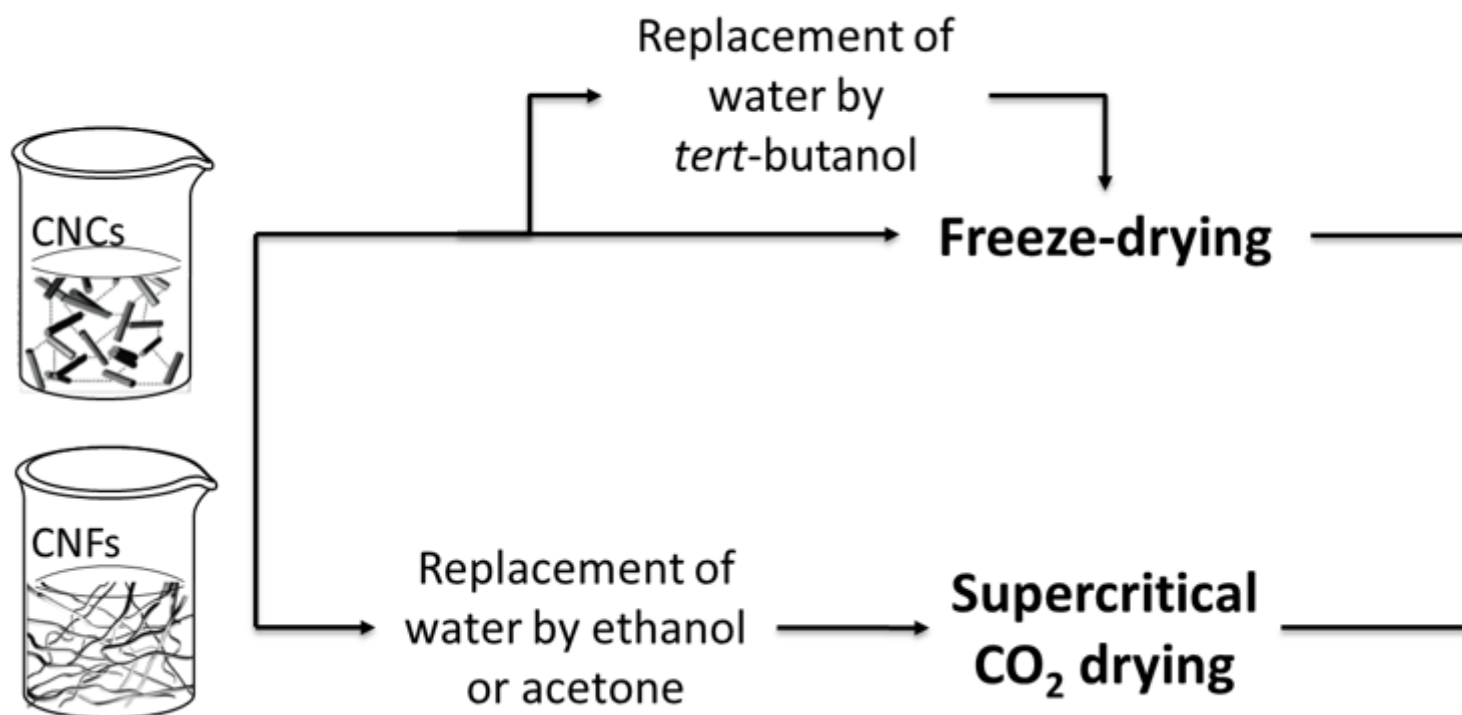 Replacement of
water by
tert-butanol
CNCs
Freeze-drying
CNFs
Replacement of
water by ethanol
or acetone
Supercritical
CO₂ drying